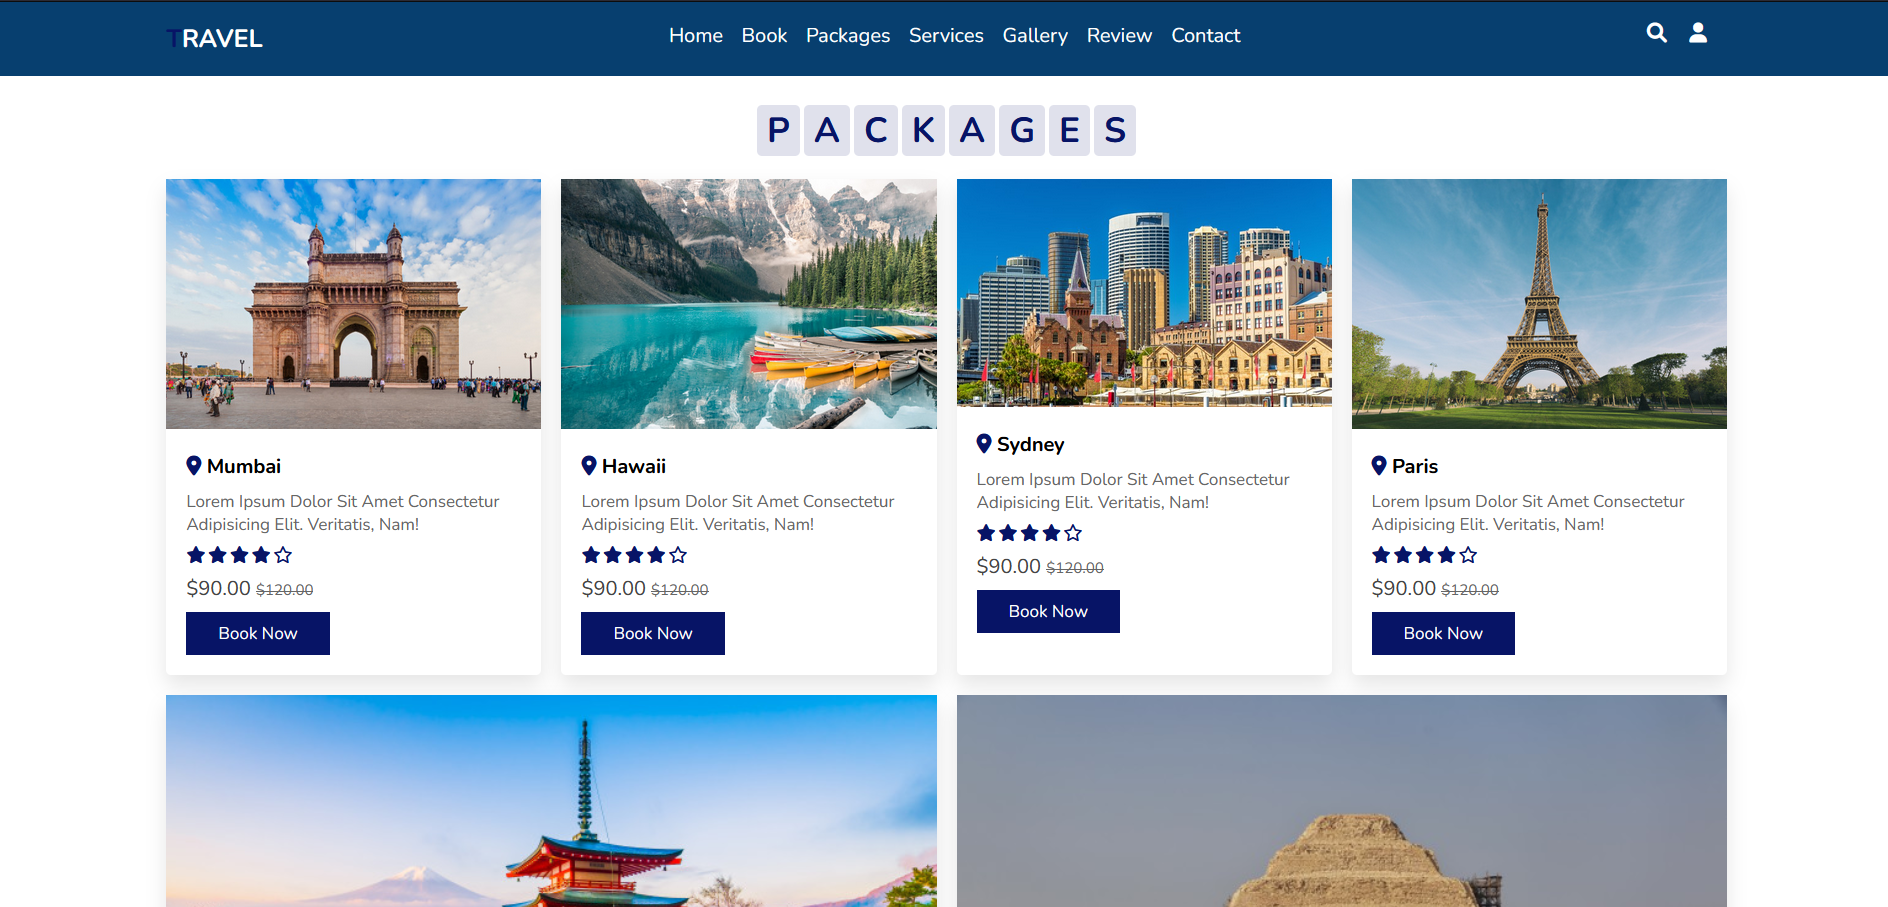 TRAVEL
Home Book Packages Services Gallery Review Contact
PACKAGES
Mumbai
Lorem Ipsum Dolor Sit Amet Consectetur
Adipisicing Elit. Veritatis, Nam!
$90.00 $120.00
Book Now
Hawaii
Lorem Ipsum Dolor Sit Amet Consectetur
Adipisicing Elit. Veritatis, Nam!
$90.00 $120.00
Book Now
Sydney
Lorem Ipsum Dolor Sit Amet Consectetur
Adipisicing Elit. Veritatis, Nam!
$90.00 $120.00
Book Now
Paris
Lorem Ipsum Dolor Sit Amet Consectetur
Adipisicing Elit. Veritatis, Nam!
$90.00 $120.00
Book Now